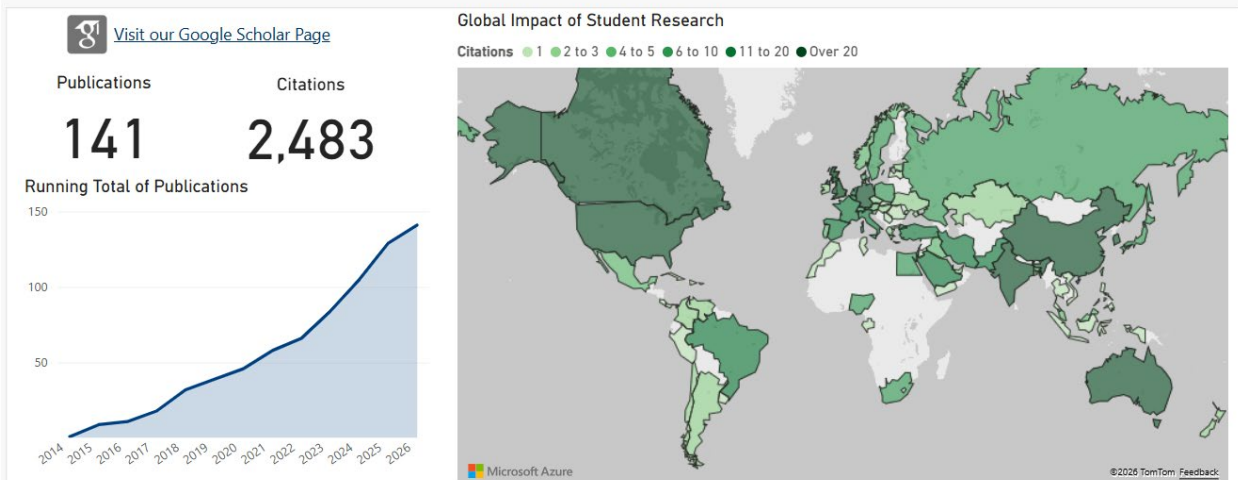 Visit our Google Scholar Page
Publications
Citations
141
2,483
Running Total of Publications
150
100
50
2014 2015 2016 2017 2018 2019 2020 2021 2022 2023 2024 2025 2026
Global Impact of Student Research
Citations 1 2 to 3 4 to 5 6 to 10 11 to 20 Over 20
Microsoft Azure
©2026 TomTom Feedback